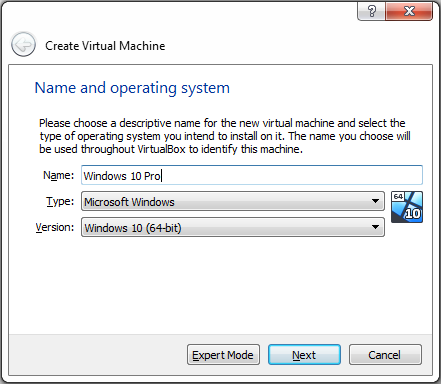 ?
Create Virtual Machine
Name and operating system
Please choose a descriptive name for the new virtual machine and select the
type of operating system you intend to install on it. The name you choose will
be used throughout VirtualBox to identify this machine.
Name: Windows 10 Pro
Type: Microsoft Windows
64
10
Version: Windows 10 (64-bit)
Expert Mode Next Cancel